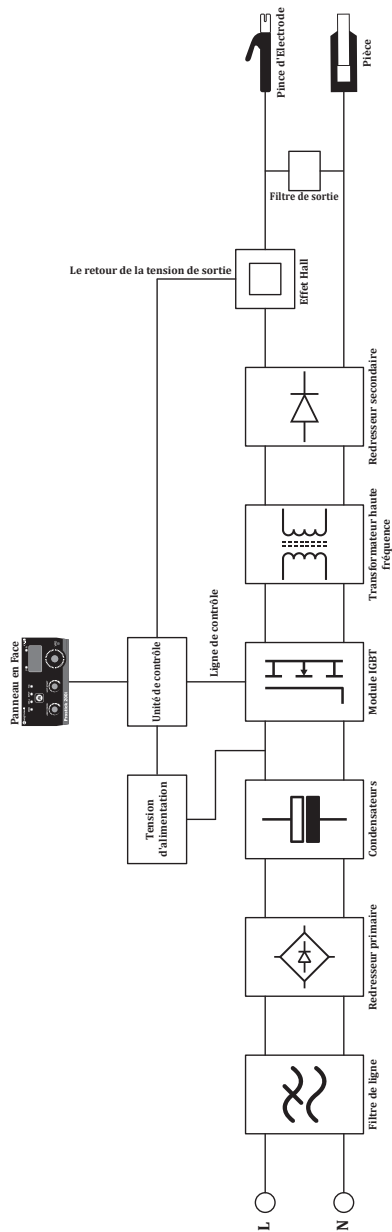 Panneau en Face
Unité de contrôle
Tension
d'alimentation
Ligne de contrôle
Le retour de la tension de sortie
L
N
Filtre de ligne
Redresseur primaire
Condensateurs
Module IGBT
Transformateur haute
fréquence
Redresseur secondaire
Effet Hall
Filtre de sortie
Pince d'Electrode
Pièce